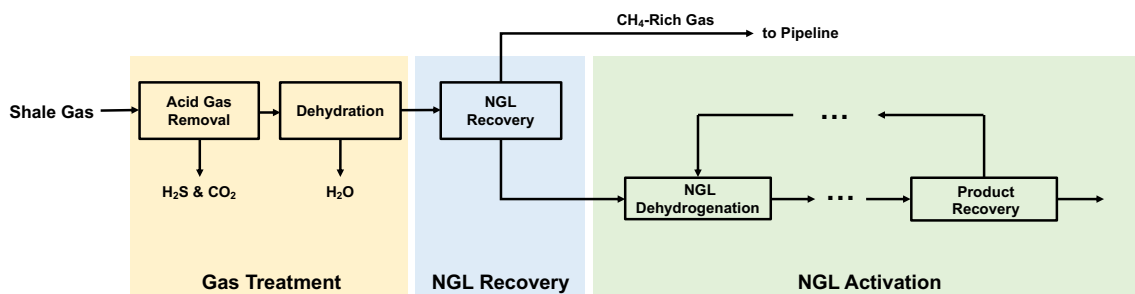 CH₄-Rich Gas
to Pipeline
Shale Gas
Acid Gas
Removal
Dehydration
NGL
Recovery
H₂S & CO₂
H₂O
...
NGL
Dehydrogenation
...
Product
Recovery
Gas Treatment
NGL Recovery
NGL Activation